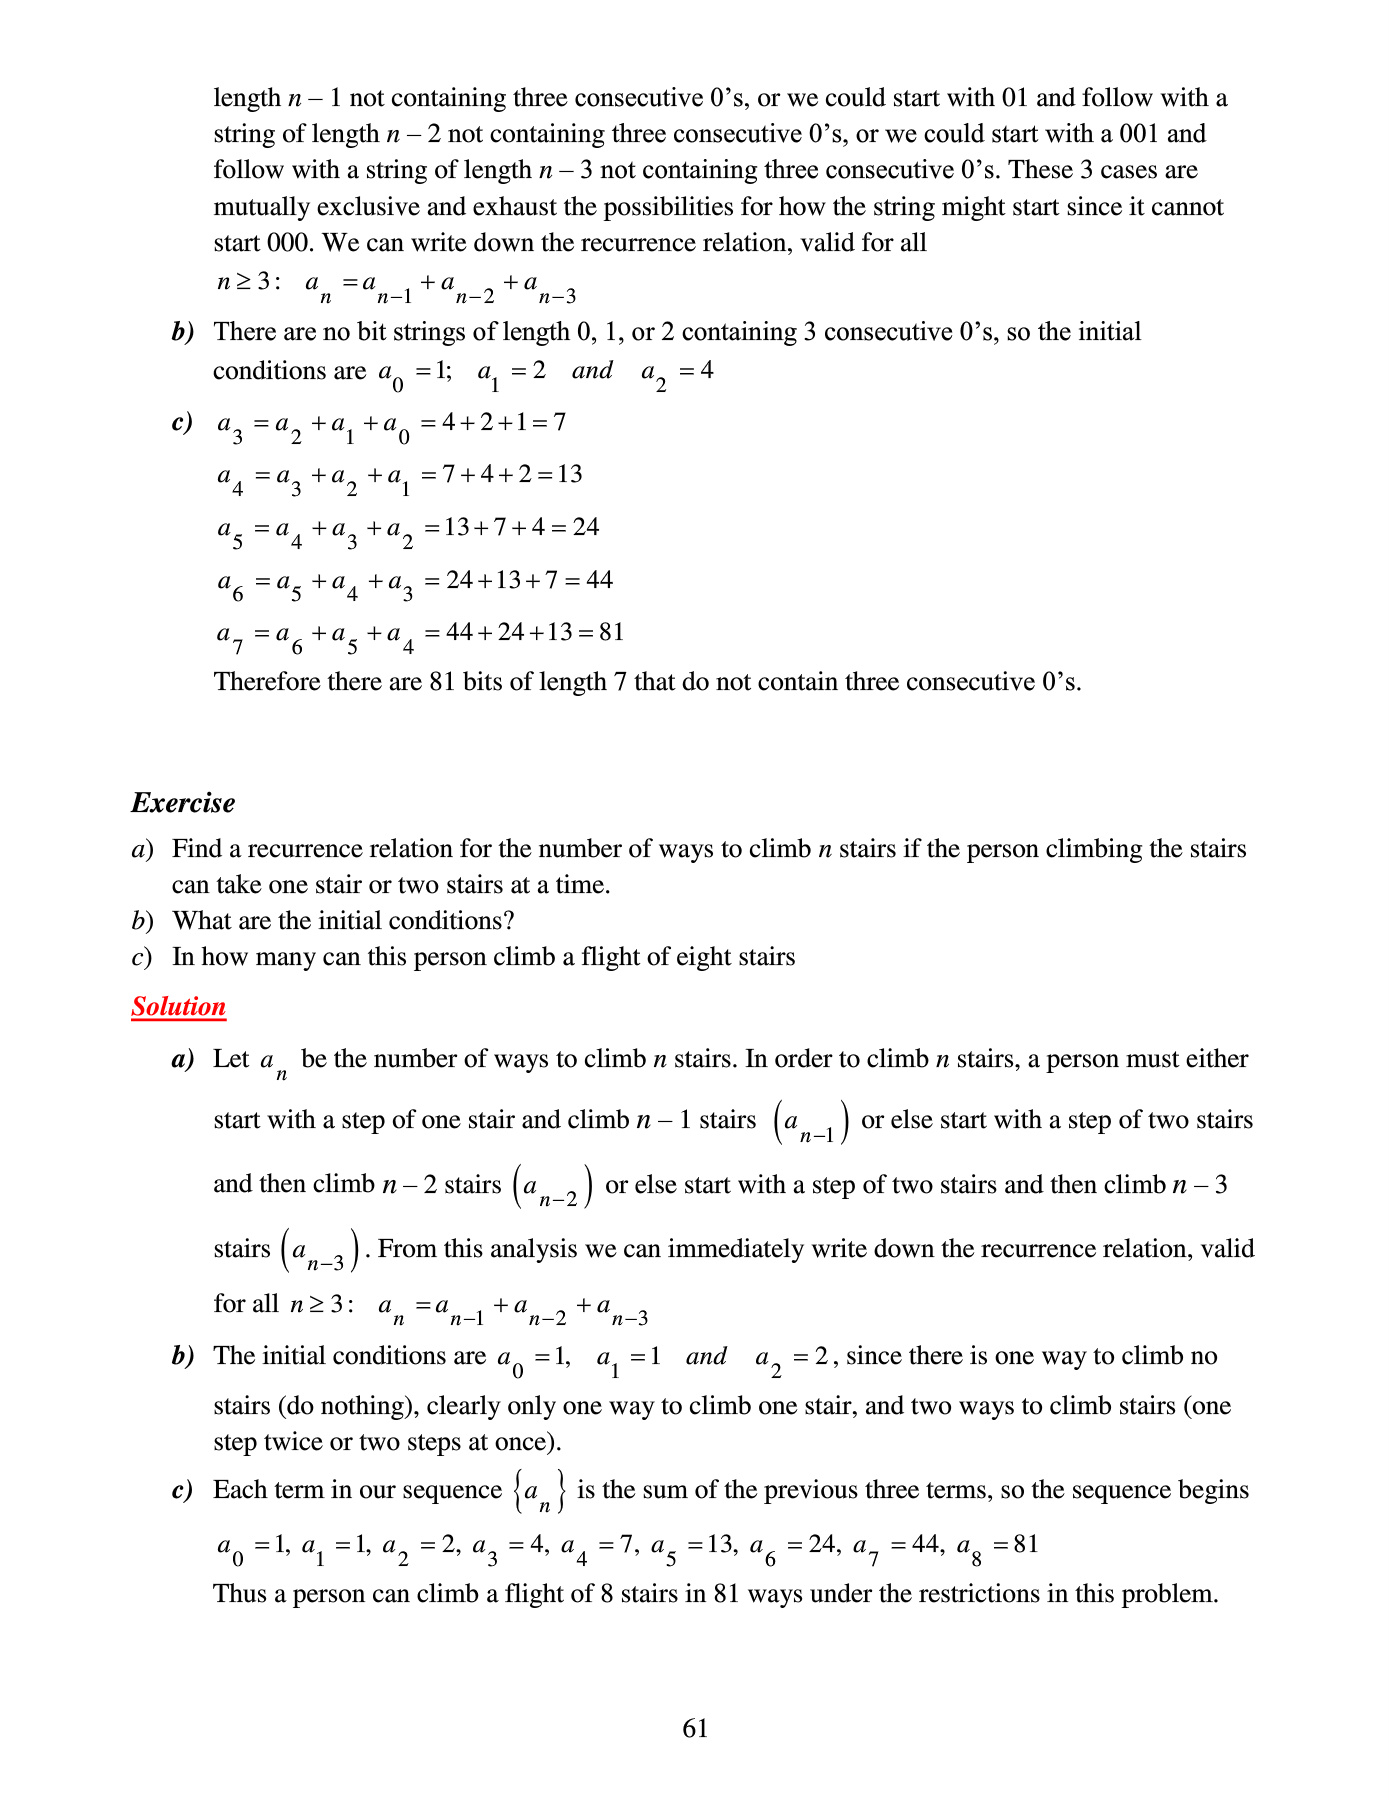 length n – 1 not containing three consecutive 0’s, or we could start with 01 and follow with a
string of length n – 2 not containing three consecutive 0’s, or we could start with a 001 and
follow with a string of length n – 3 not containing three consecutive 0’s. These 3 cases are
mutually exclusive and exhaust the possibilities for how the string might start since it cannot
start 000. We can write down the recurrence relation, valid for all
n ≥ 3: a_n = a_{n−1} + a_{n−2} + a_{n−3}
b) There are no bit strings of length 0, 1, or 2 containing 3 consecutive 0’s, so the initial
conditions are a_0 = 1; a_1 = 2 and a_2 = 4
c) a_3 = a_2 + a_1 + a_0 = 4 + 2 + 1 = 7
a_4 = a_3 + a_2 + a_1 = 7 + 4 + 2 = 13
a_5 = a_4 + a_3 + a_2 = 13 + 7 + 4 = 24
a_6 = a_5 + a_4 + a_3 = 24 + 13 + 7 = 44
a_7 = a_6 + a_5 + a_4 = 44 + 24 + 13 = 81
Therefore there are 81 bits of length 7 that do not contain three consecutive 0’s.
Exercise
a) Find a recurrence relation for the number of ways to climb n stairs if the person climbing the stairs
can take one stair or two stairs at a time.
b) What are the initial conditions?
c) In how many can this person climb a flight of eight stairs
Solution
a) Let a_n be the number of ways to climb n stairs. In order to climb n stairs, a person must either
start with a step of one stair and climb n – 1 stairs (a_{n−1}) or else start with a step of two stairs
and then climb n – 2 stairs (a_{n−2}) or else start with a step of two stairs and then climb n – 3
stairs (a_{n−3}). From this analysis we can immediately write down the recurrence relation, valid
for all n ≥ 3: a_n = a_{n−1} + a_{n−2} + a_{n−3}
b) The initial conditions are a_0 = 1, a_1 = 1 and a_2 = 2, since there is one way to climb no
stairs (do nothing), clearly only one way to climb one stair, and two ways to climb stairs (one
step twice or two steps at once).
c) Each term in our sequence {a_n} is the sum of the previous three terms, so the sequence begins
a_0 = 1, a_1 = 1, a_2 = 2, a_3 = 4, a_4 = 7, a_5 = 13, a_6 = 24, a_7 = 44, a_8 = 81
Thus a person can climb a flight of 8 stairs in 81 ways under the restrictions in this problem.
61